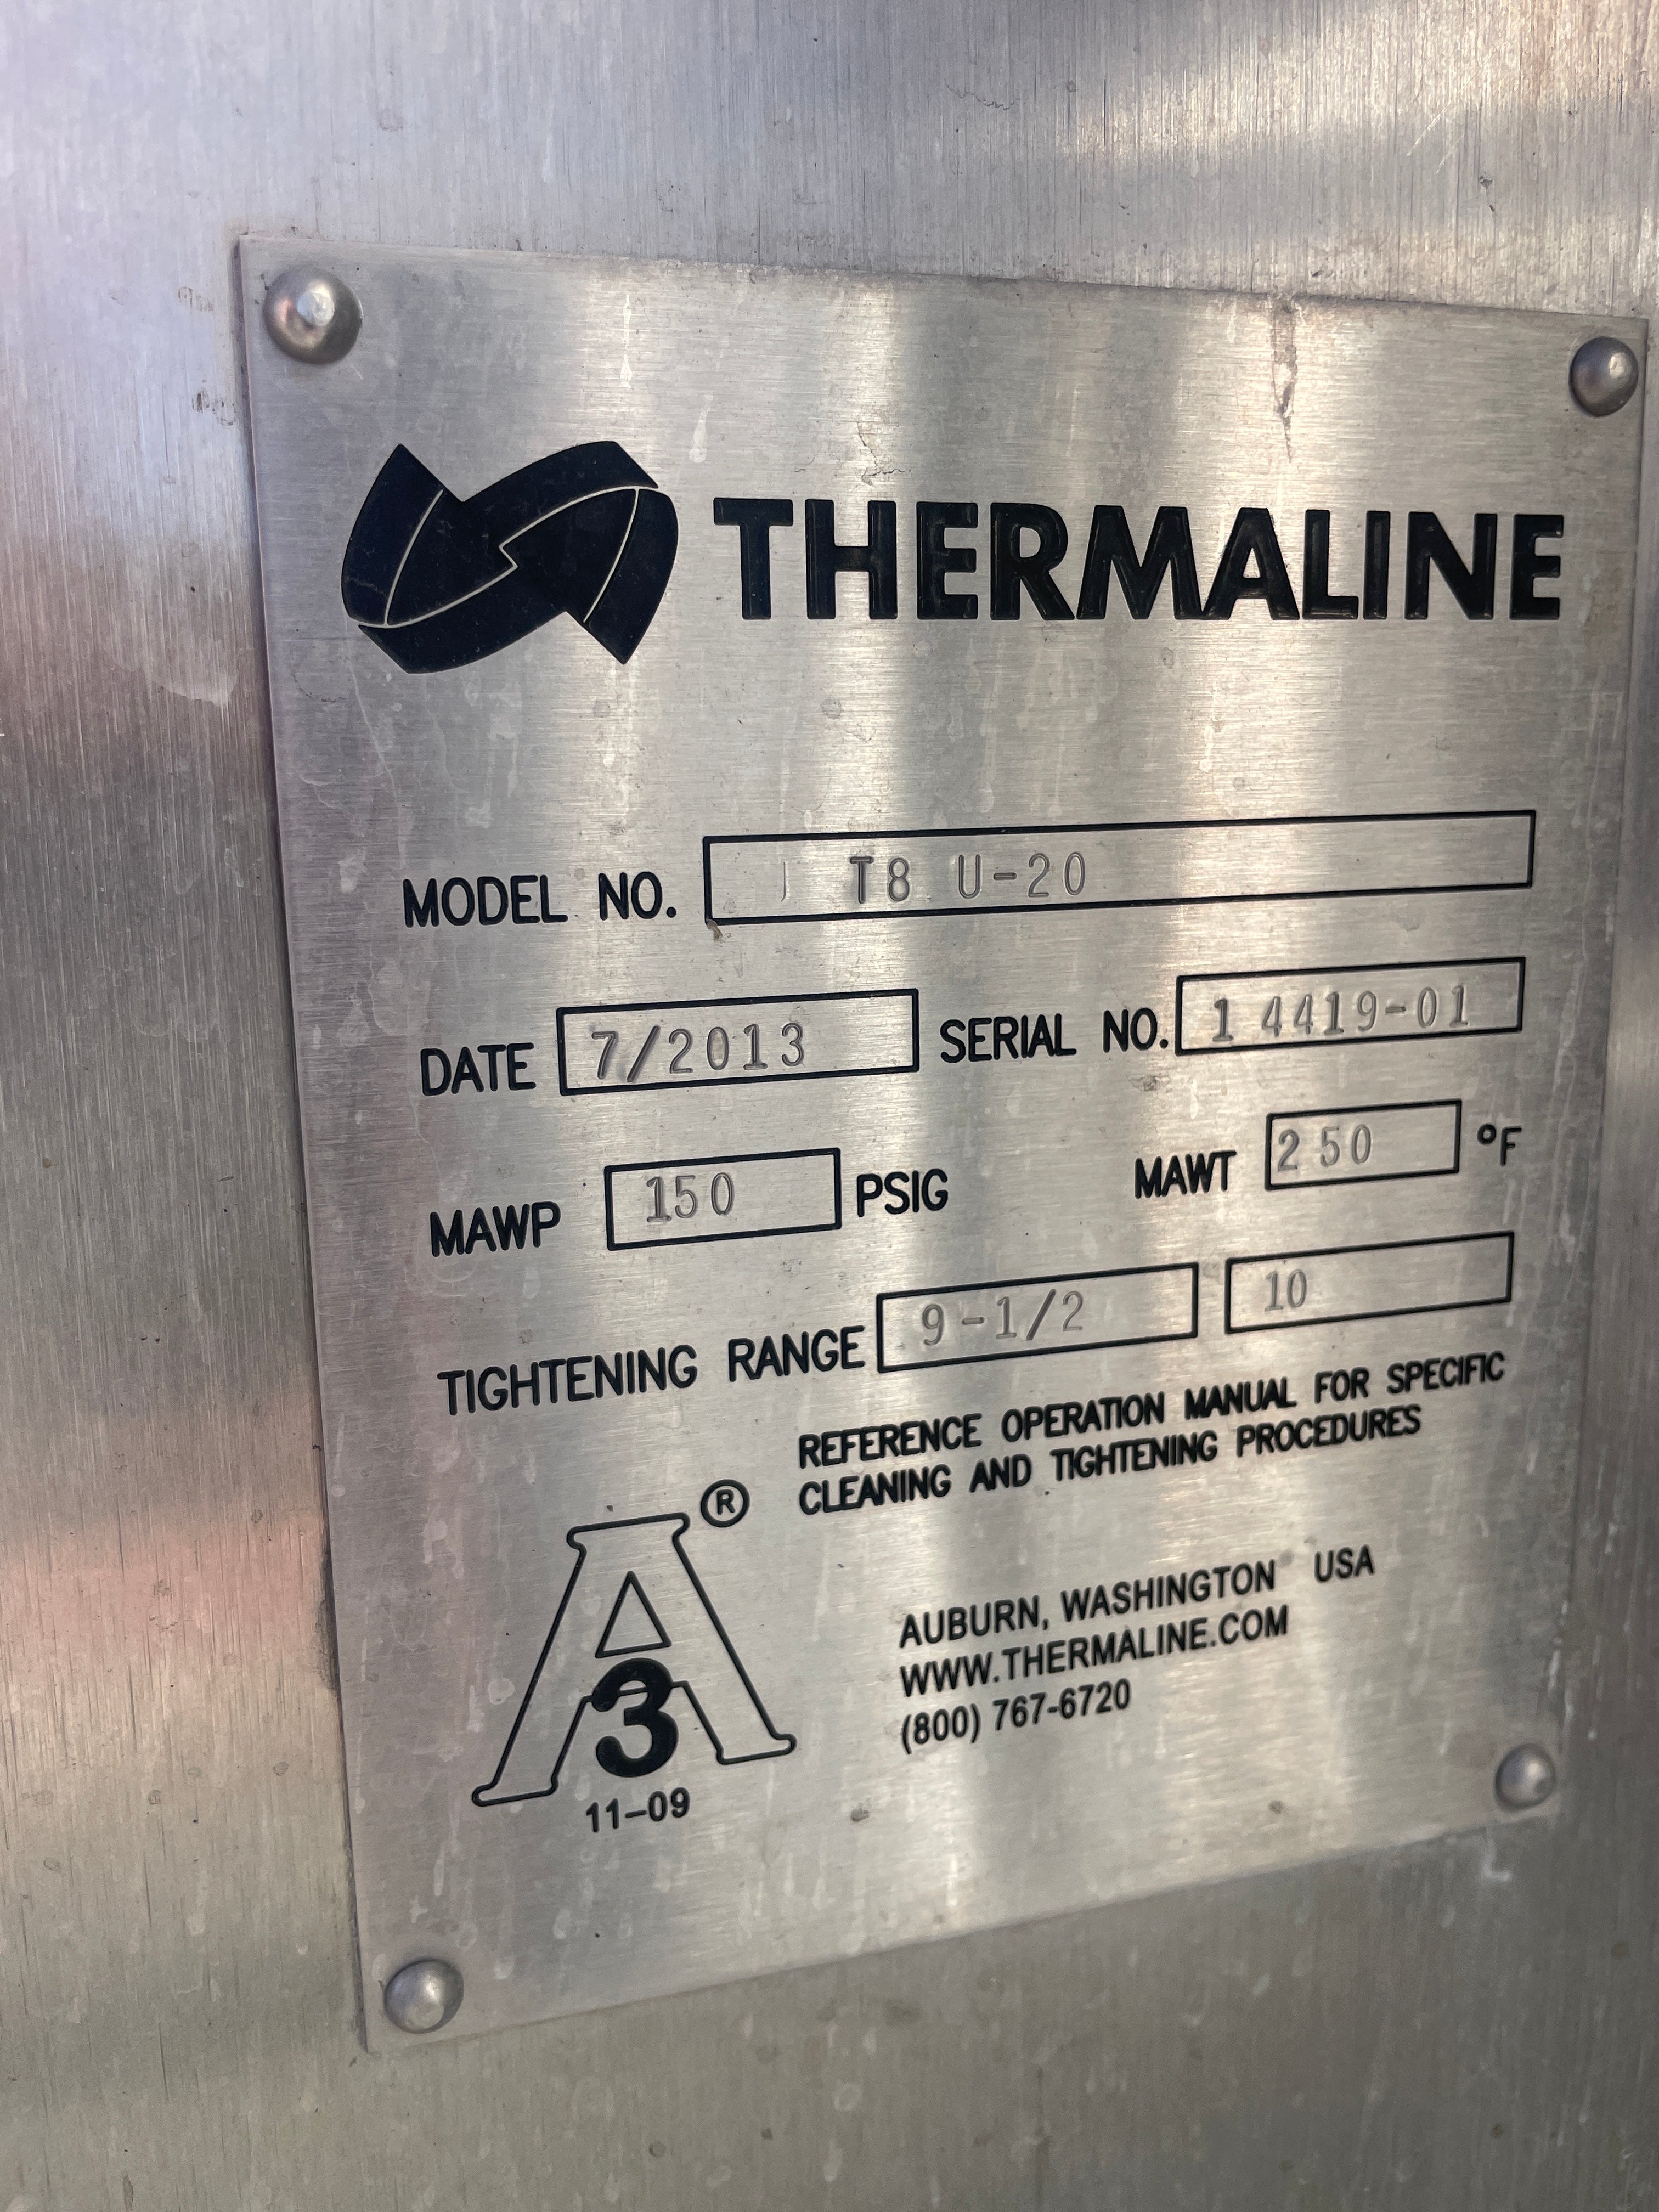 THERMALINE
MODEL NO. T8 U-20
DATE 7/2013 SERIAL NO. 14419-01
MAWP 150 PSIG MAWT 250 °F
TIGHTENING RANGE 9-1/2 10
REFERENCE OPERATION MANUAL FOR SPECIFIC
CLEANING AND TIGHTENING PROCEDURES
A ®
3
11-09
AUBURN, WASHINGTON USA
WWW.THERMALINE.COM
(800) 767-6720